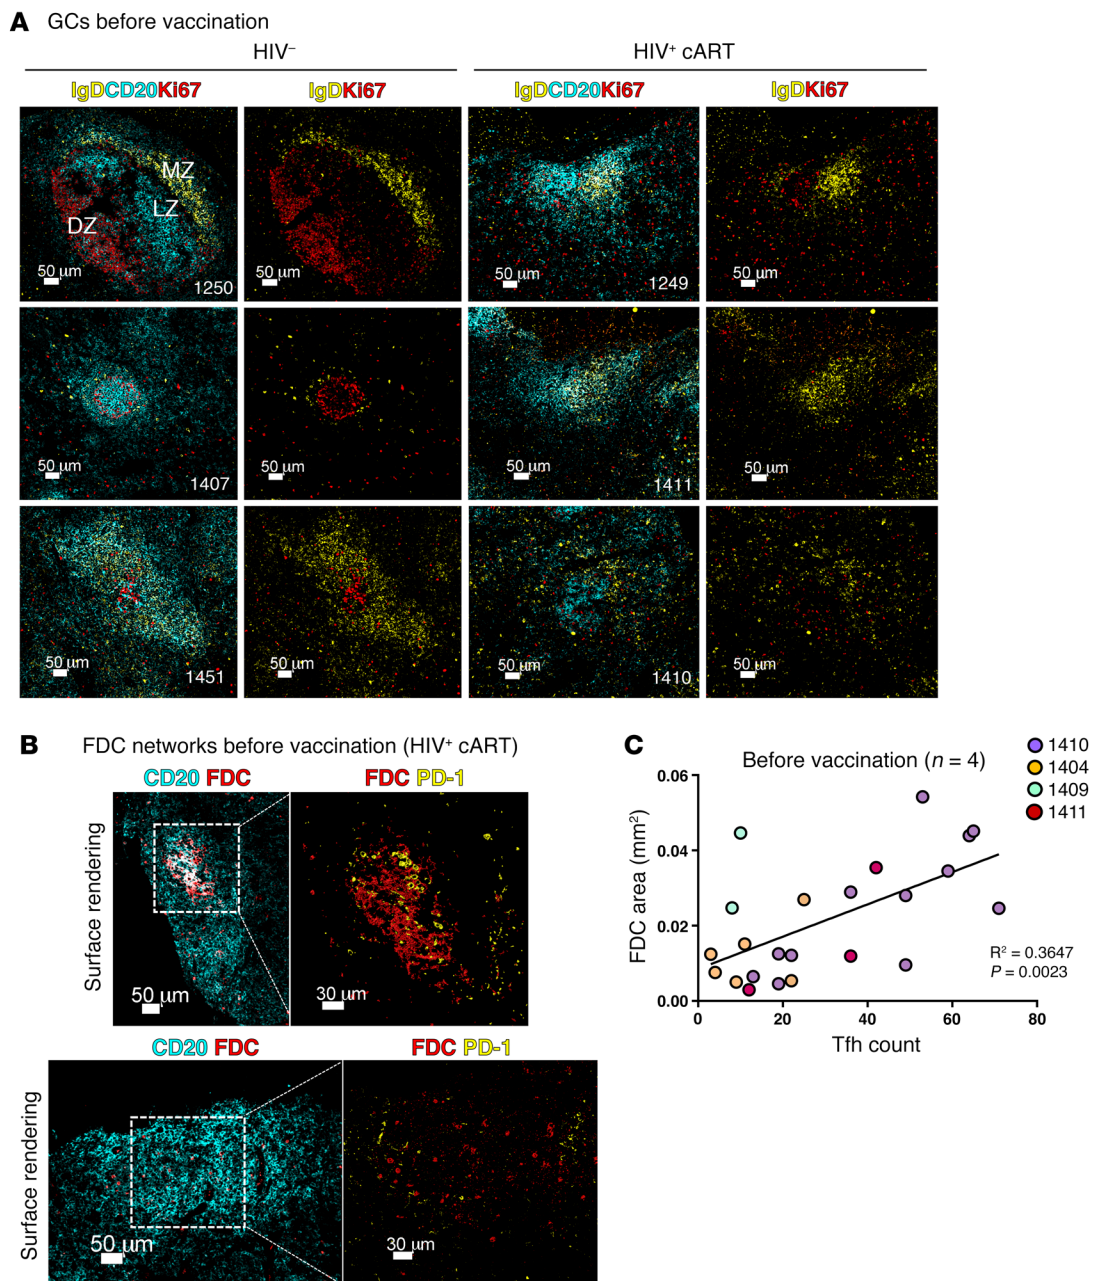 A GCs before vaccination
HIV⁻ HIV⁺ cART
IgDCD20Ki67 IgDKi67 IgDCD20Ki67 IgDKi67
MZ
LZ
DZ
50 µm 50 µm 50 µm 50 µm
1250 1249
50 µm 50 µm 50 µm 50 µm
1407 1411
50 µm 50 µm 50 µm 50 µm
1451 1410
B FDC networks before vaccination (HIV⁺ cART)
CD20 FDC FDC PD-1
Surface rendering
50 µm 30 µm
CD20 FDC FDC PD-1
Surface rendering
50 µm 30 µm
C
Before vaccination (n = 4)
1410
1404
1409
1411
FDC area (mm²)
0.06
0.04
0.02
0.00
R² = 0.3647
P = 0.0023
0 20 40 60 80
Tfh count